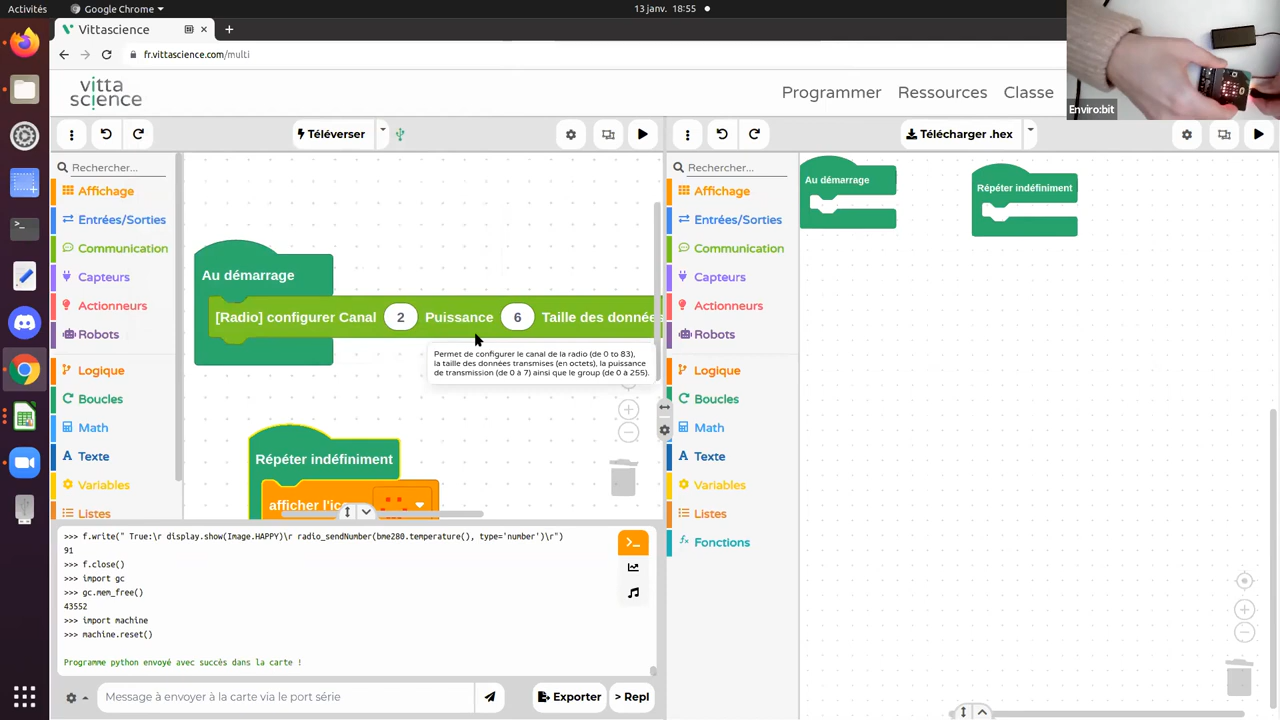 Activités
Google Chrome
13 janv. 18:55
Vittascience
fr.vittascience.com/multi
vitta
science
Programmer
Ressources
Classe
Enviro:bit
Téléverser
Télécharger .hex
Rechercher...
Affichage
Entrées/Sorties
Communication
Capteurs
Actionneurs
Robots
Logique
Boucles
Math
Texte
Variables
Listes
Au démarrage
[Radio] configurer Canal 2 Puissance 6 Taille des données
Permet de configurer le canal de la radio (de 0 to 83),
la taille des données transmises (en octets), la puissance
de transmission (de 0 à 7) ainsi que le group (de 0 a 255).
Répéter indéfiniment
afficher l'ic
Rechercher...
Affichage
Entrées/Sorties
Communication
Capteurs
Actionneurs
Robots
Logique
Boucles
Math
Texte
Variables
Listes
Fonctions
Au démarrage
Répéter indéfiniment
>>> f.write(" True:\r display.show(Image.HAPPY)\r radio_sendNumber(bme280.temperature(), type='number')\r")
91
>>> f.close()
>>> import gc
>>> gc.mem_free()
43552
>>> import machine
>>> machine.reset()
Programme python envoyé avec succès dans la carte !
Message à envoyer à la carte via le port série
Exporter
> Repl